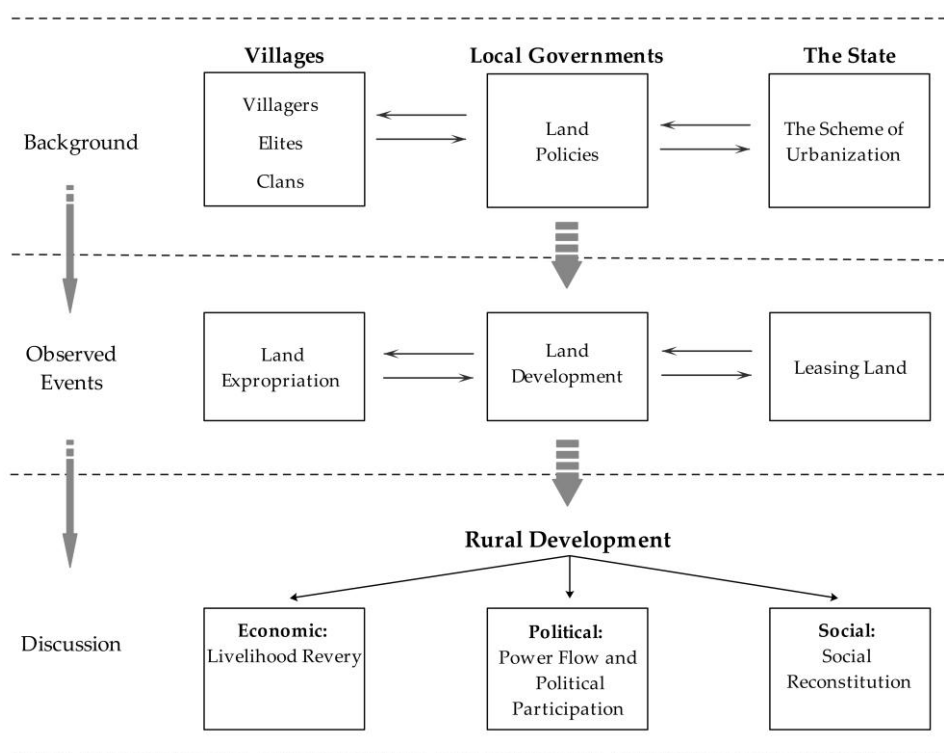 Villages
Local Governments
The State
Background
Villagers
Elites
Clans
Land
Policies
The Scheme of
Urbanization
Observed
Events
Land
Expropriation
Land
Development
Leasing Land
Rural Development
Discussion
Economic:
Livelihood Revery
Political:
Power Flow and
Political
Participation
Social:
Social
Reconstitution